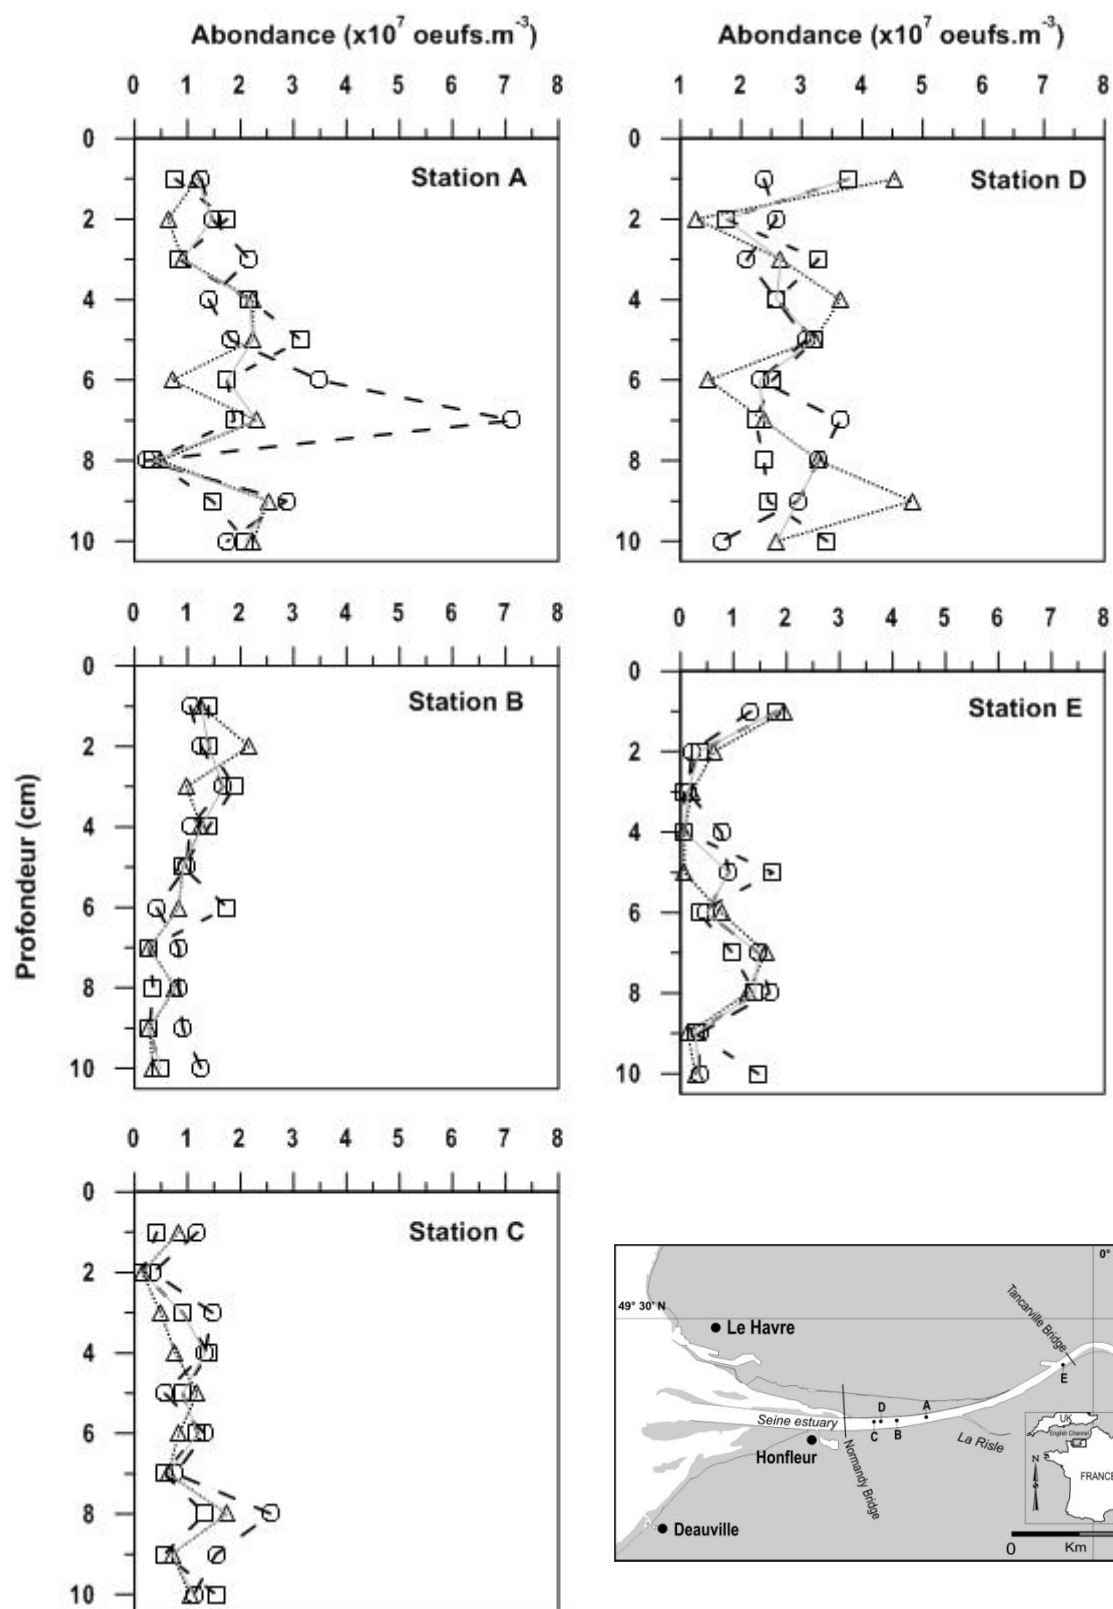 Abondance (x10⁷ oeufs.m⁻³)
0 1 2 3 4 5 6 7 8
0
2
4
6
8
10
Station A
Abondance (x10⁷ oeufs.m⁻³)
1 2 3 4 5 6 7 8
0
2
4
6
8
10
Station D
Profondeur (cm)
0 1 2 3 4 5 6 7 8
0
2
4
6
8
10
Station B
0 1 2 3 4 5 6 7 8
0
2
4
6
8
10
Station E
0 1 2 3 4 5 6 7 8
0
2
4
6
8
10
Station C
0°
49° 30' N
Le Havre
Tancarville Bridge
E
D
A
Seine estuary
C
B
La Risle
Honfleur
Normandy Bridge
UK
English Channel
N
FRANCE
Deauville
0
Km